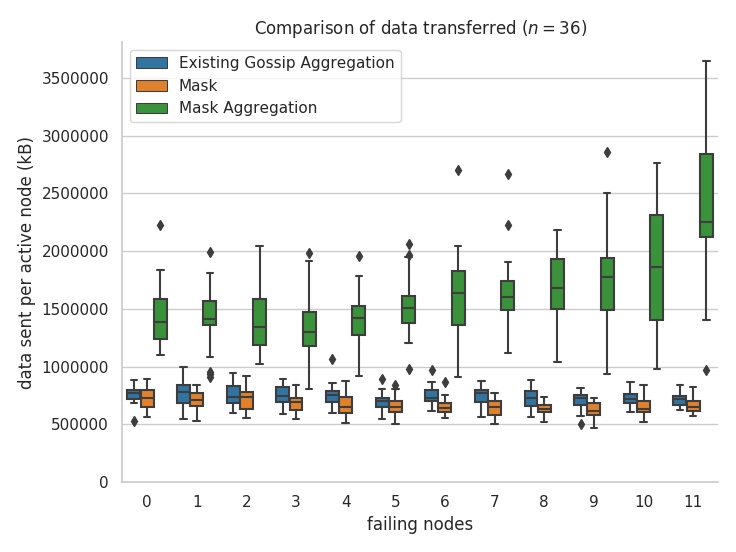 Comparison of data transferred (n = 36)
Existing Gossip Aggregation
Mask
Mask Aggregation
data sent per active node (kB)
3500000
3000000
2500000
2000000
1500000
1000000
500000
0
0 1 2 3 4 5 6 7 8 9 10 11
failing nodes